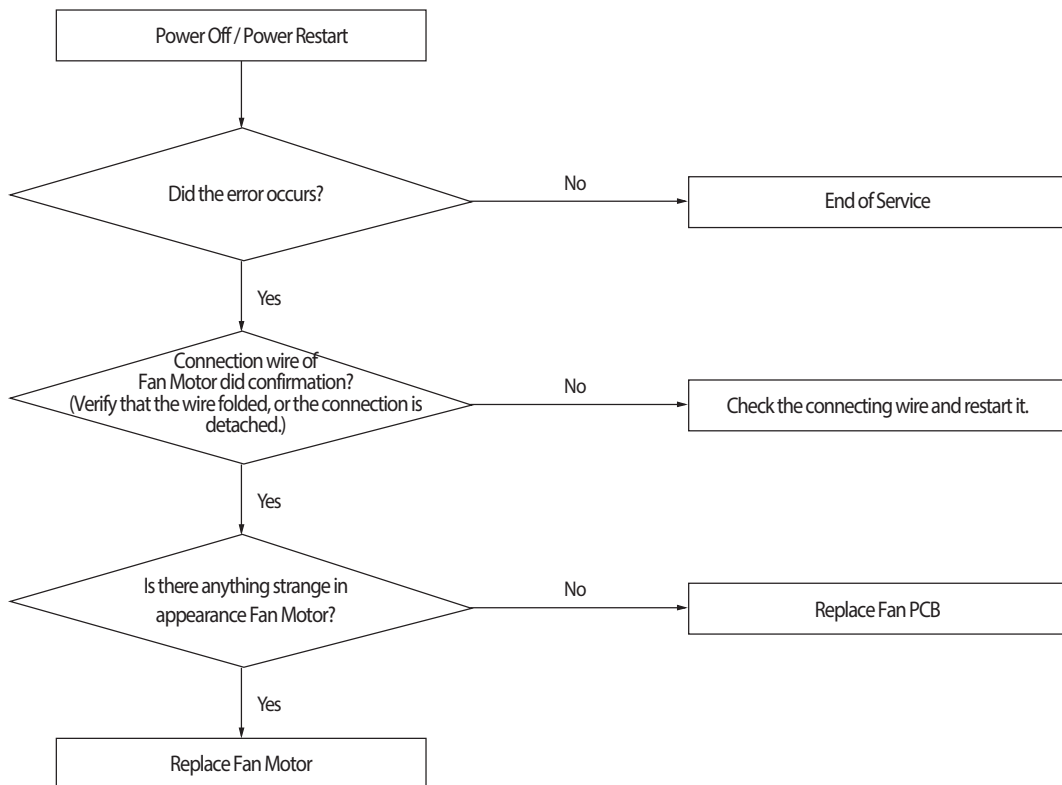 Power Off / Power Restart
Did the error occurs?
No
End of Service
Yes
Connection wire of
Fan Motor did confirmation?
(Verify that the wire folded, or the connection is
detached.)
No
Check the connecting wire and restart it.
Yes
Is there anything strange in
appearance Fan Motor?
No
Replace Fan PCB
Yes
Replace Fan Motor